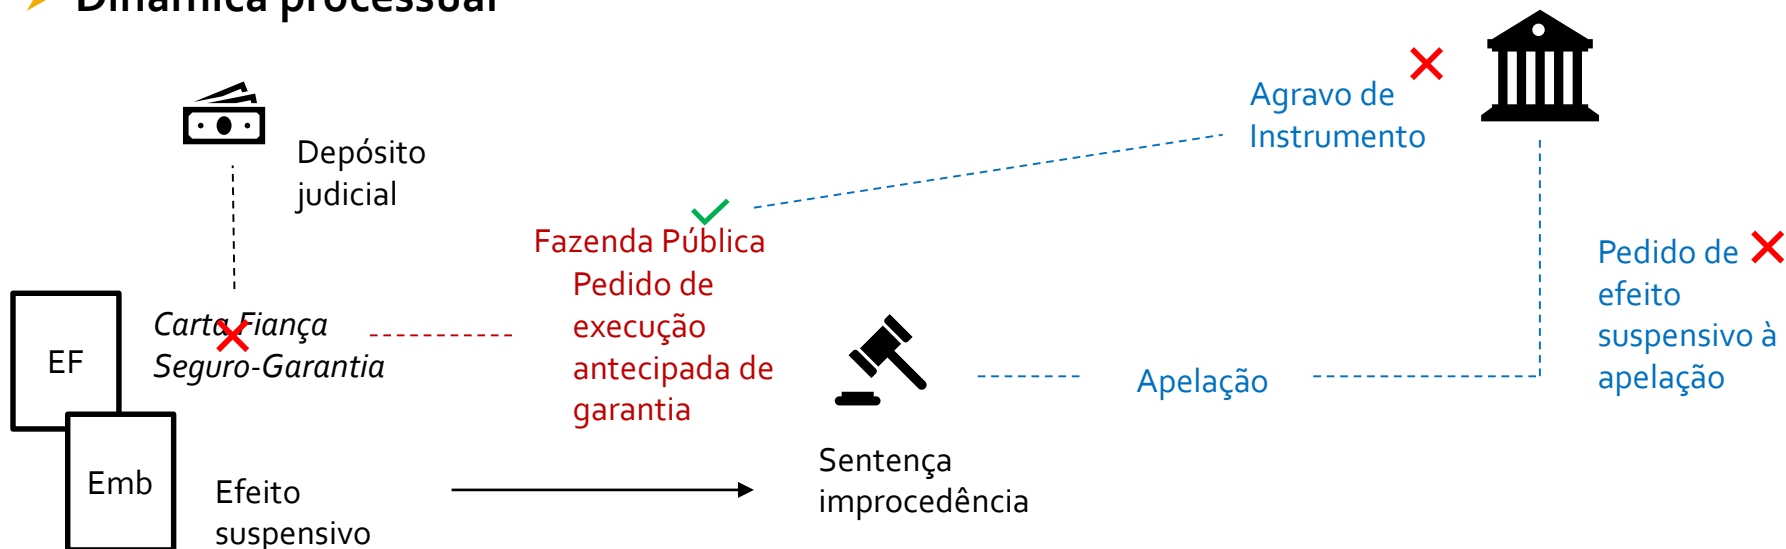 Dinâmica processual
Depósito
judicial
Agravo de
Instrumento
Fazenda Pública
Pedido de
execução
antecipada de
garantia
Pedido de
efeito
suspensivo à
apelação
EF
Carta Fiança
Seguro-Garantia
Apelação
Emb
Efeito
suspensivo
Sentença
improcedência